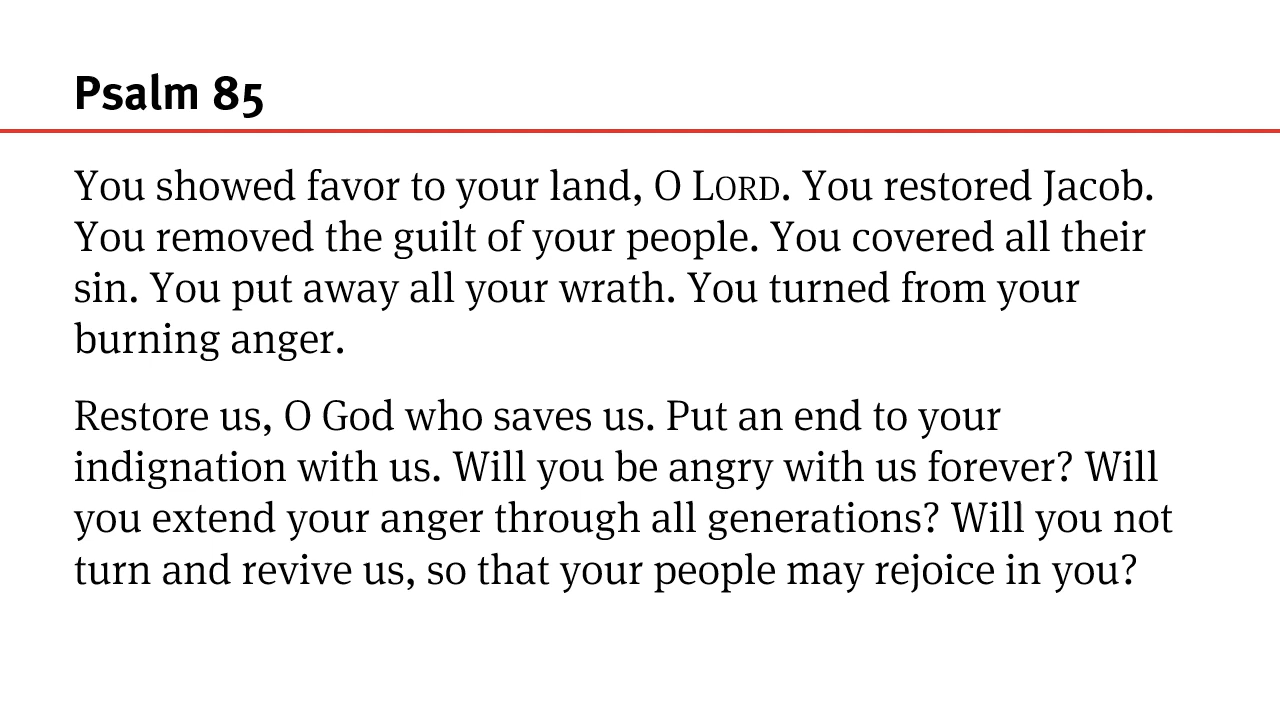 Psalm 85
You showed favor to your land, O LORD. You restored Jacob.
You removed the guilt of your people. You covered all their
sin. You put away all your wrath. You turned from your
burning anger.
Restore us, O God who saves us. Put an end to your
indignation with us. Will you be angry with us forever? Will
you extend your anger through all generations? Will you not
turn and revive us, so that your people may rejoice in you?